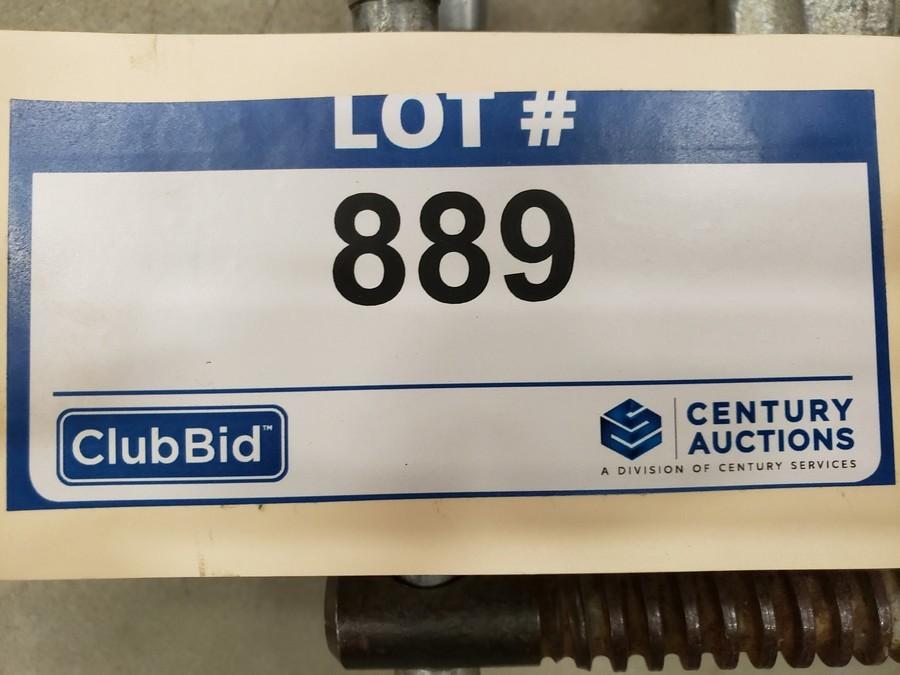 LOT #
889
ClubBid™
CENTURY
AUCTIONS
A DIVISION OF CENTURY SERVICES